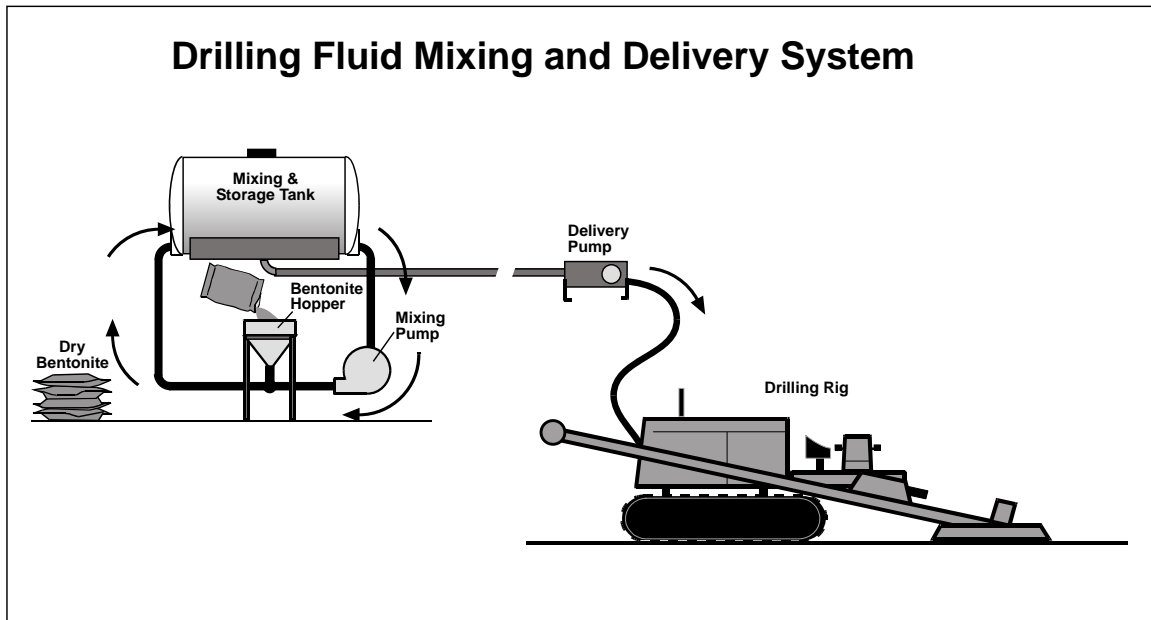 Drilling Fluid Mixing and Delivery System
Mixing &
Storage Tank
Delivery
Pump
Bentonite
Hopper
Mixing
Pump
Dry
Bentonite
Drilling Rig